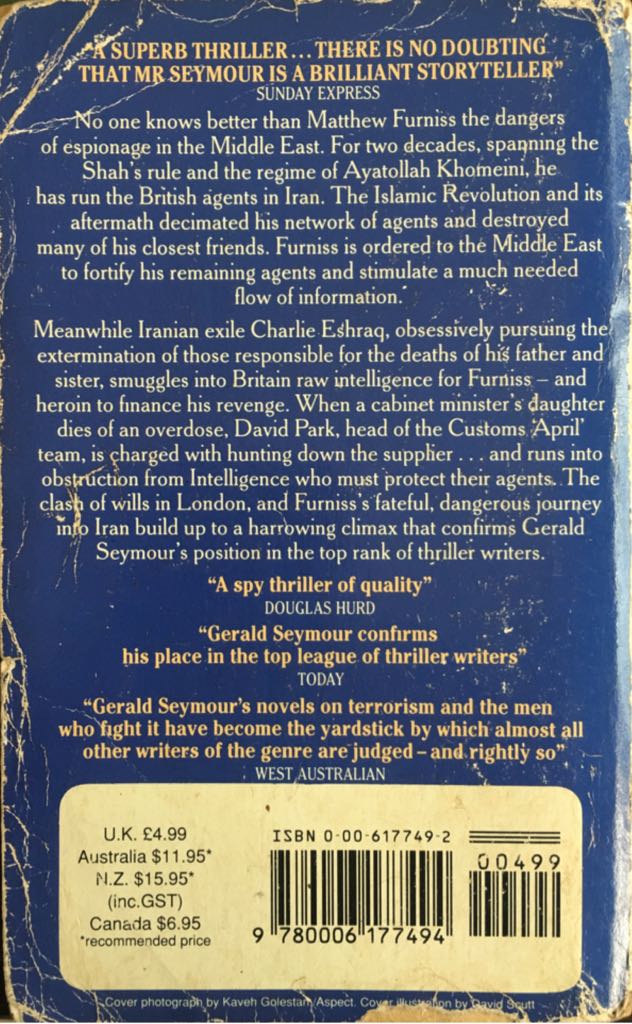 "A SUPERB THRILLER... THERE IS NO DOUBTING
THAT MR SEYMOUR IS A BRILLIANT STORYTELLER"
SUNDAY EXPRESS
No one knows better than Matthew Furniss the dangers
of espionage in the Middle East. For two decades, spanning the
Shah's rule and the regime of Ayatollah Khomeini, he
has run the British agents in Iran. The Islamic Revolution and its
aftermath decimated his network of agents and destroyed
many of his closest friends. Furniss is ordered to the Middle East
to fortify his remaining agents and stimulate a much needed
flow of information.
Meanwhile Iranian exile Charlie Eshraq, obsessively pursuing the
extermination of those responsible for the deaths of his father and
sister, smuggles into Britain raw intelligence for Furniss – and
heroin to finance his revenge. When a cabinet minister's daughter
dies of an overdose, David Park, head of the Customs 'April'
team, is charged with hunting down the supplier . . . and runs into
obstruction from Intelligence who must protect their agents. The
clash of wills in London, and Furniss's fateful, dangerous journey
into Iran build up to a harrowing climax that confirms Gerald
Seymour's position in the top rank of thriller writers.
"A spy thriller of quality"
DOUGLAS HURD
"Gerald Seymour confirms
his place in the top league of thriller writers"
TODAY
"Gerald Seymour's novels on terrorism and the men
who fight it have become the yardstick by which almost all
other writers of the genre are judged – and rightly so"
WEST AUSTRALIAN
U.K. £4.99
Australia $11.95*
N.Z. $15.95*
(inc.GST)
Canada $6.95
*recommended price
ISBN 0-00-617749-2
00499
9 780006 177494
Cover photograph by Kaveh Golestan/Aspect. Cover illustration by David Scutt